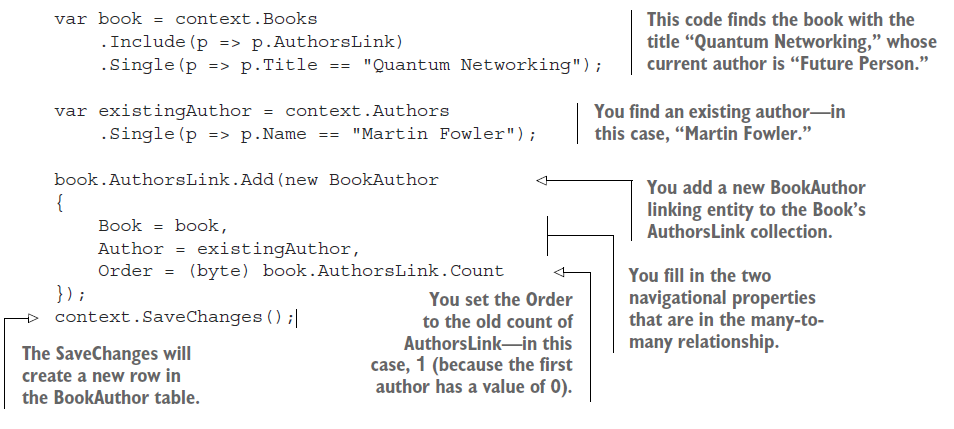 var book = context.Books
.Include(p => p.AuthorsLink)
.Single(p => p.Title == "Quantum Networking");
This code finds the book with the
title “Quantum Networking,” whose
current author is “Future Person.”
var existingAuthor = context.Authors
.Single(p => p.Name == "Martin Fowler");
You find an existing author—in
this case, “Martin Fowler.”
book.AuthorsLink.Add(new BookAuthor
{
Book = book,
Author = existingAuthor,
Order = (byte) book.AuthorsLink.Count
});
context.SaveChanges();
You add a new BookAuthor
linking entity to the Book’s
AuthorsLink collection.
You fill in the two
navigational properties
that are in the many-to-
many relationship.
You set the Order
to the old count of
AuthorsLink—in this
case, 1 (because the first
author has a value of 0).
The SaveChanges will
create a new row in
the BookAuthor table.